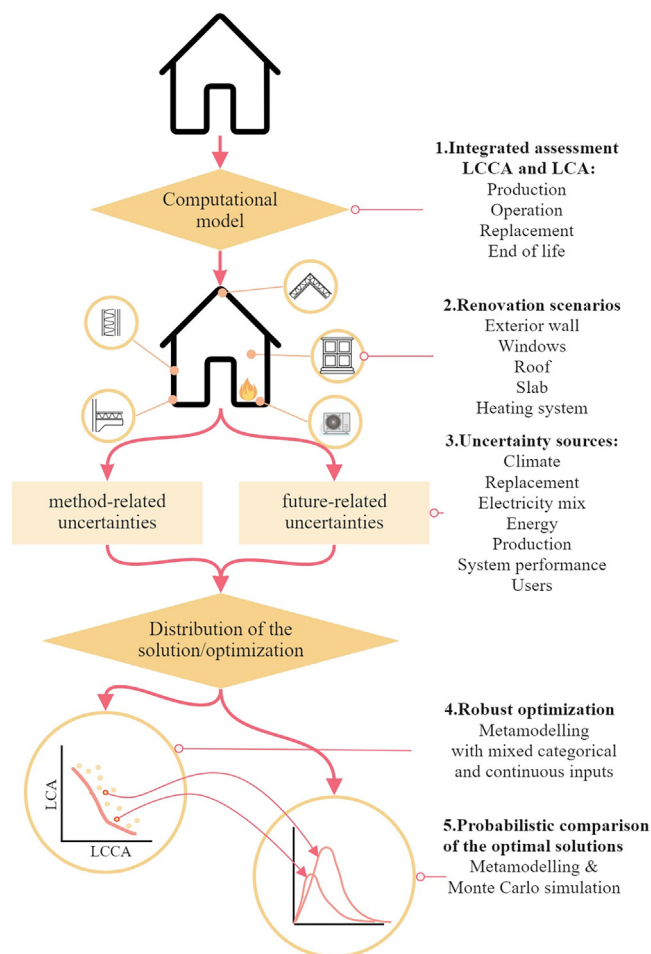 1.Integrated assessment
LCCA and LCA:
Production
Operation
Replacement
End of life
Computational
model
2.Renovation scenarios
Exterior wall
Windows
Roof
Slab
Heating system
3.Uncertainty sources:
Climate
Replacement
Electricity mix
Energy
Production
System performance
Users
method-related
uncertainties
future-related
uncertainties
Distribution of the
solution/optimization
4.Robust optimization
Metamodelling
with mixed categorical
and continuous inputs
LCA
LCCA
5.Probabilistic comparison
of the optimal solutions
Metamodelling &
Monte Carlo simulation